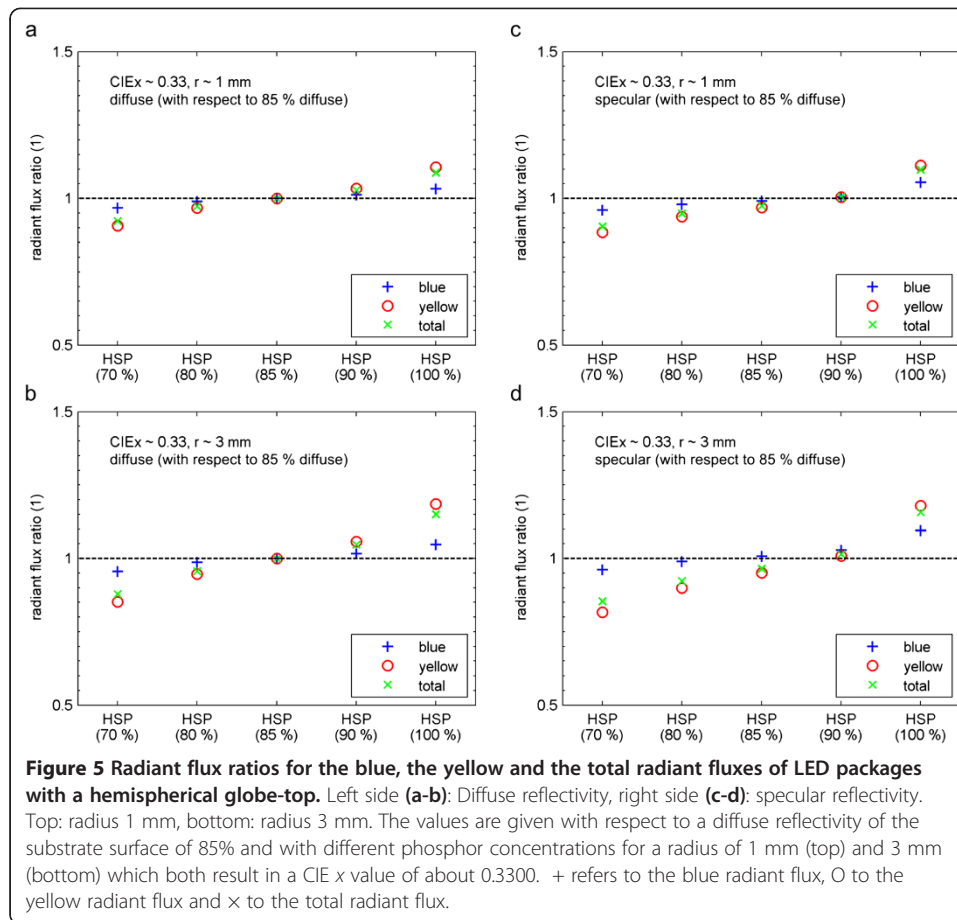 a
1.5
CIEx ~ 0.33, r ~ 1 mm
diffuse (with respect to 85 % diffuse)
radiant flux ratio (1)
1
blue
yellow
total
0.5
HSP HSP HSP HSP HSP
(70 %) (80 %) (85 %) (90 %) (100 %)
c
1.5
CIEx ~ 0.33, r ~ 1 mm
specular (with respect to 85 % diffuse)
radiant flux ratio (1)
1
blue
yellow
total
0.5
HSP HSP HSP HSP HSP
(70 %) (80 %) (85 %) (90 %) (100 %)
b
1.5
CIEx ~ 0.33, r ~ 3 mm
diffuse (with respect to 85 % diffuse)
radiant flux ratio (1)
1
blue
yellow
total
0.5
HSP HSP HSP HSP HSP
(70 %) (80 %) (85 %) (90 %) (100 %)
d
1.5
CIEx ~ 0.33, r ~ 3 mm
specular (with respect to 85 % diffuse)
radiant flux ratio (1)
1
blue
yellow
total
0.5
HSP HSP HSP HSP HSP
(70 %) (80 %) (85 %) (90 %) (100 %)
Figure 5 Radiant flux ratios for the blue, the yellow and the total radiant fluxes of LED packages
with a hemispherical globe-top. Left side (a-b): Diffuse reflectivity, right side (c-d): specular reflectivity.
Top: radius 1 mm, bottom: radius 3 mm. The values are given with respect to a diffuse reflectivity of the
substrate surface of 85% and with different phosphor concentrations for a radius of 1 mm (top) and 3 mm
(bottom) which both result in a CIE x value of about 0.3300. + refers to the blue radiant flux, O to the
yellow radiant flux and × to the total radiant flux.